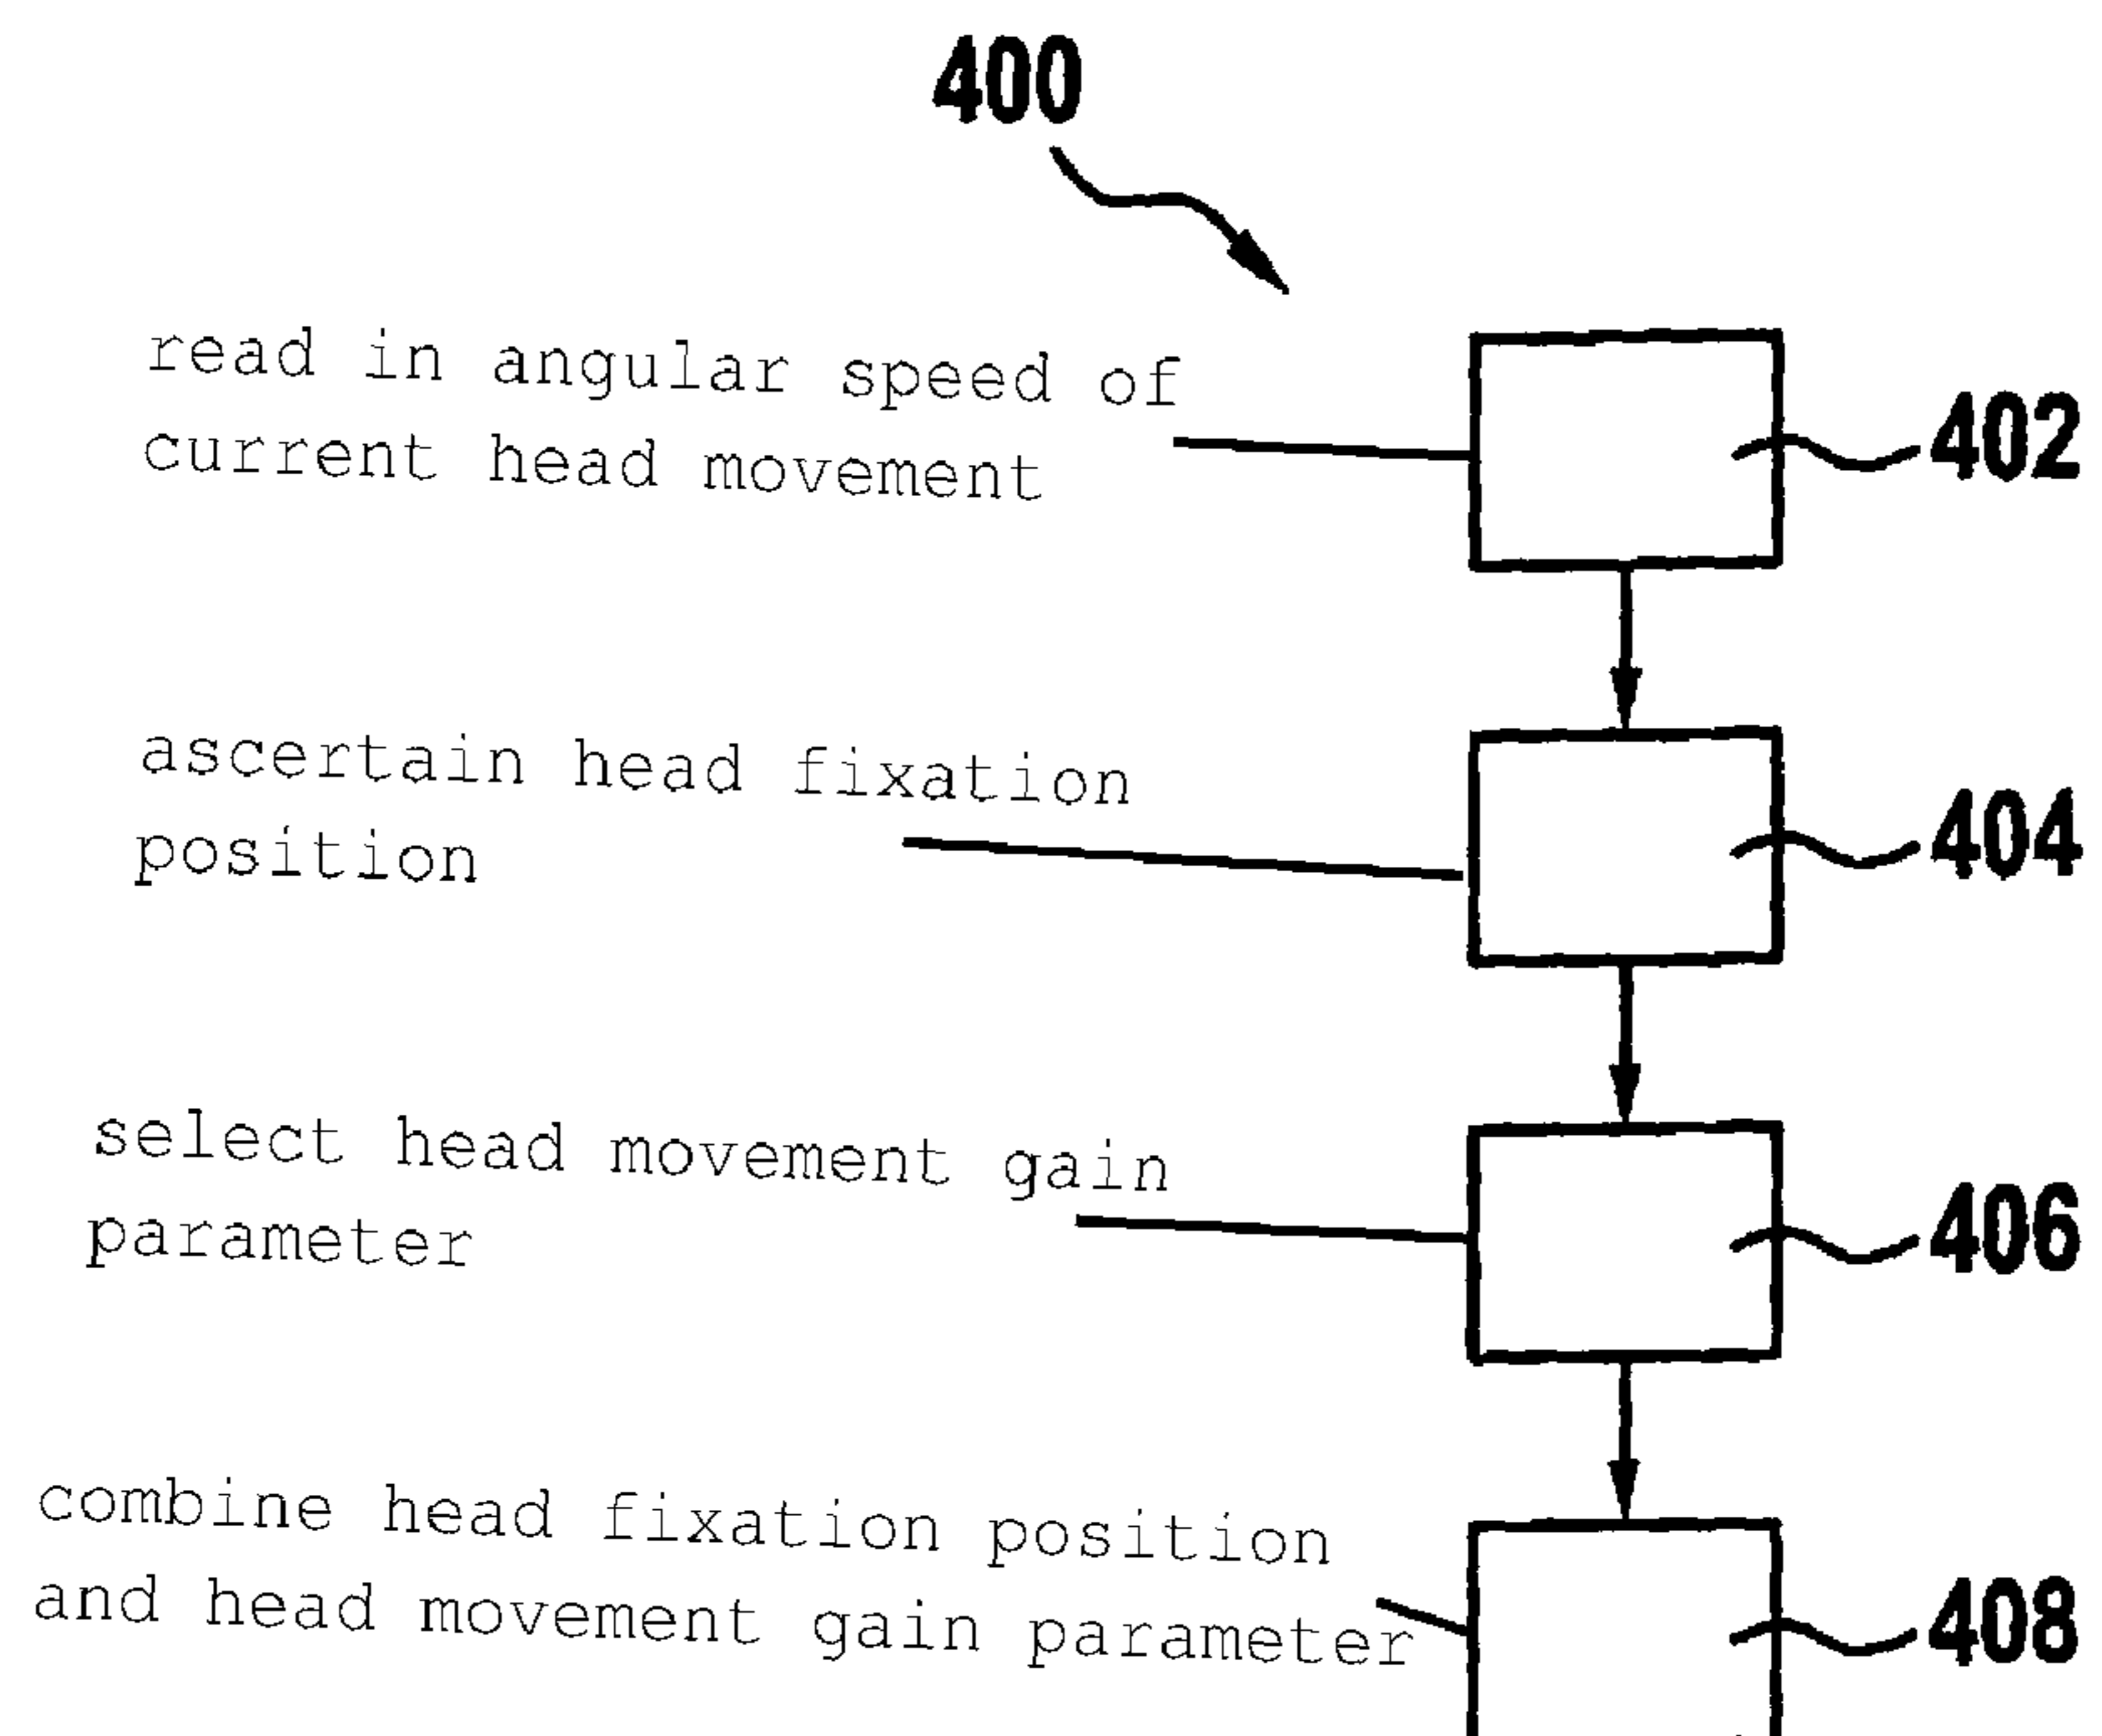 400
read in angular speed of
current head movement
402
ascertain head fixation
position
404
select head movement gain
parameter
406
combine head fixation position
and head movement gain parameter
408